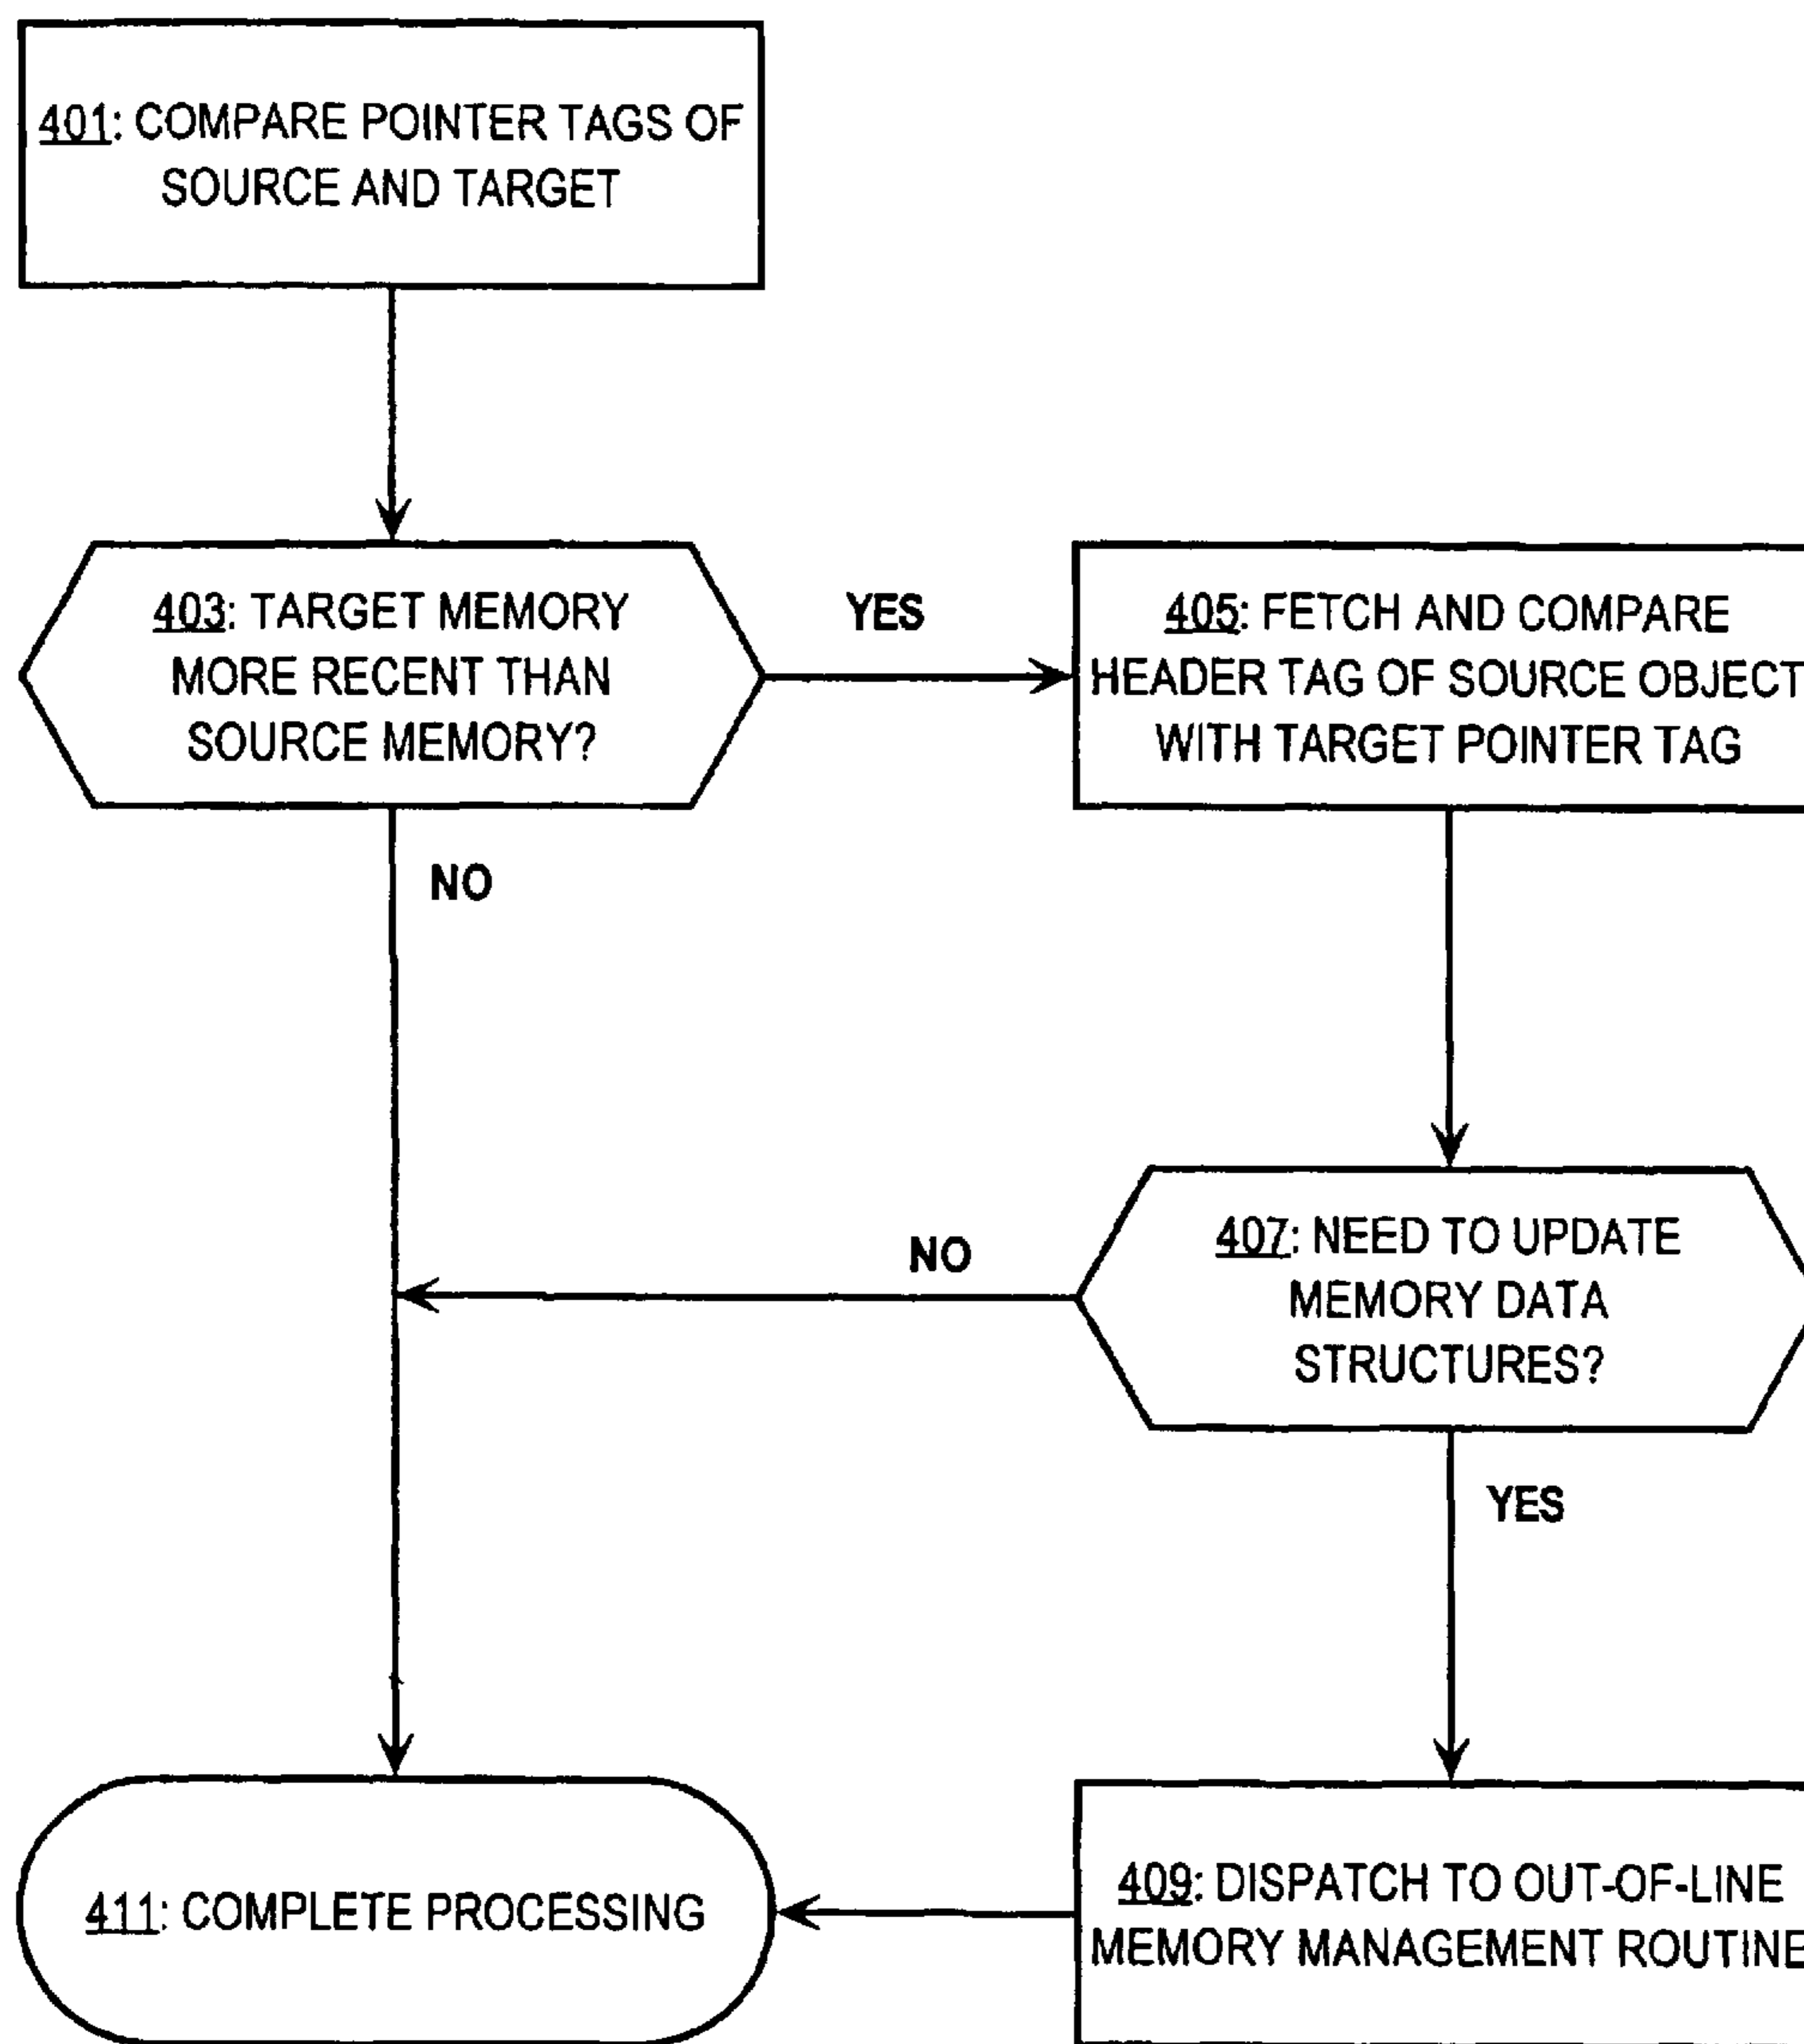 401: COMPARE POINTER TAGS OF
SOURCE AND TARGET
403: TARGET MEMORY
MORE RECENT THAN
SOURCE MEMORY?
YES
405: FETCH AND COMPARE
HEADER TAG OF SOURCE OBJECT
WITH TARGET POINTER TAG
NO
407: NEED TO UPDATE
MEMORY DATA
STRUCTURES?
NO
YES
409: DISPATCH TO OUT-OF-LINE
MEMORY MANAGEMENT ROUTINE
411: COMPLETE PROCESSING